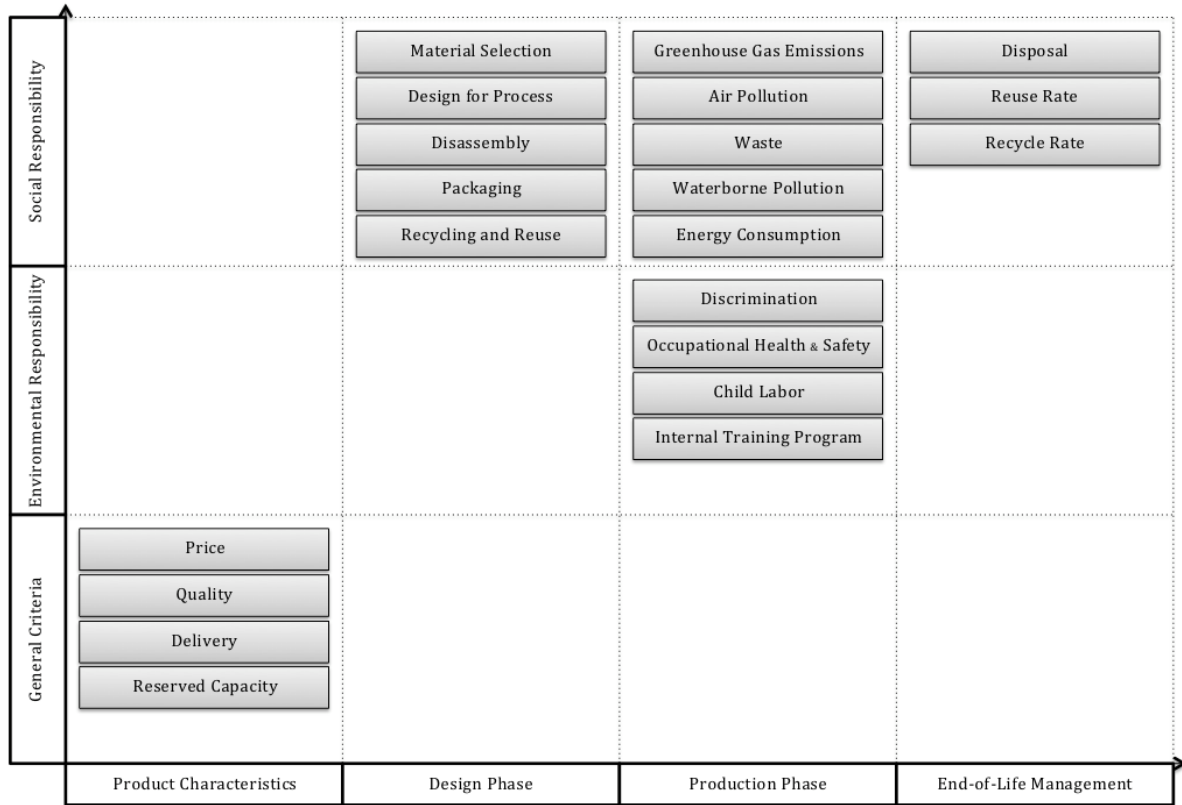 Social Responsibility
Material Selection
Design for Process
Disassembly
Packaging
Recycling and Reuse
Greenhouse Gas Emissions
Air Pollution
Waste
Waterborne Pollution
Energy Consumption
Disposal
Reuse Rate
Recycle Rate
Environmental Responsibility
Discrimination
Occupational Health & Safety
Child Labor
Internal Training Program
General Criteria
Price
Quality
Delivery
Reserved Capacity
Product Characteristics
Design Phase
Production Phase
End-of-Life Management